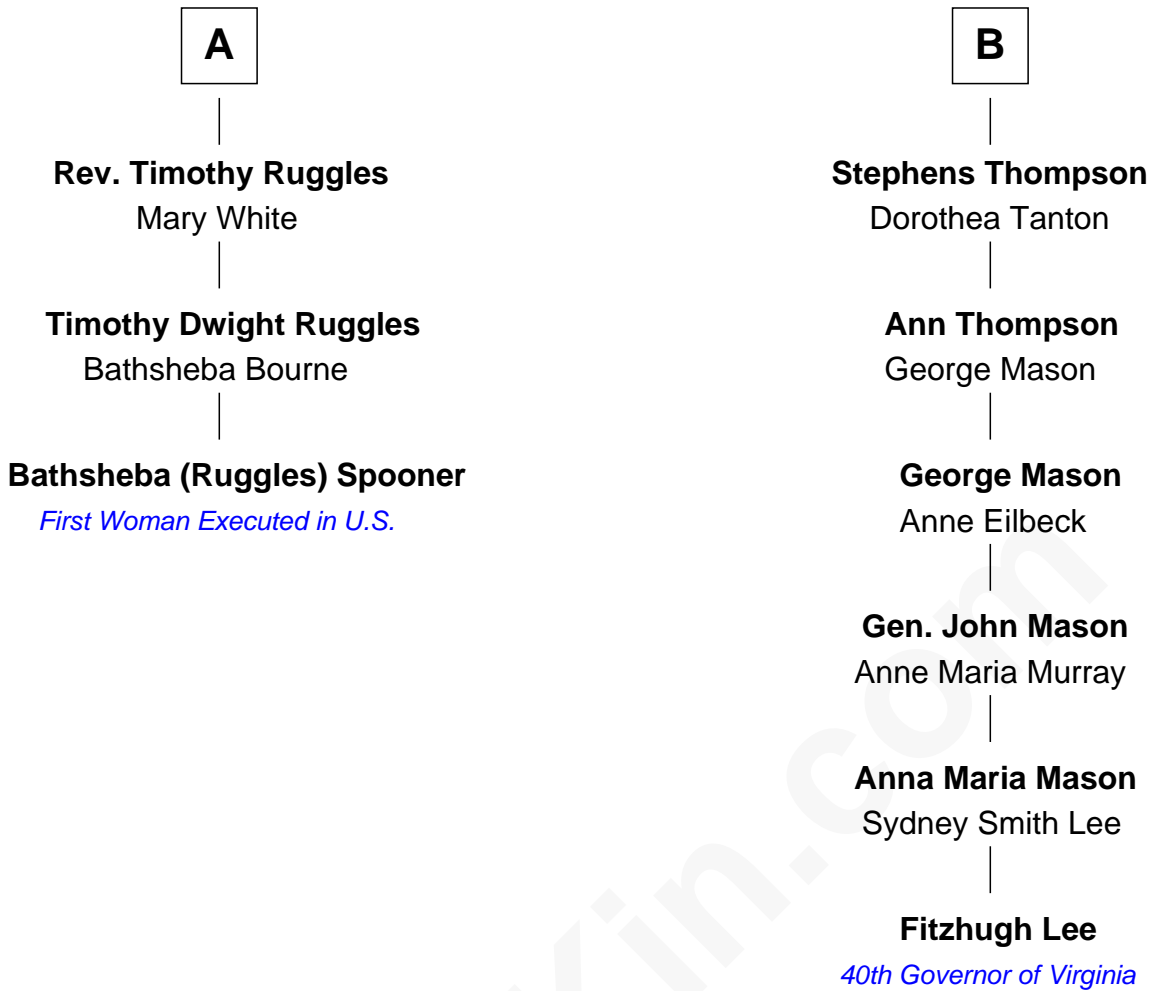 A
Rev. Timothy Ruggles
Mary White
Timothy Dwight Ruggles
Bathsheba Bourne
Bathsheba (Ruggles) Spooner
First Woman Executed in U.S.
B
Stephens Thompson
Dorothea Tanton
Ann Thompson
George Mason
George Mason
Anne Eilbeck
Gen. John Mason
Anne Maria Murray
Anna Maria Mason
Sydney Smith Lee
Fitzhugh Lee
40th Governor of Virginia
Kin.com